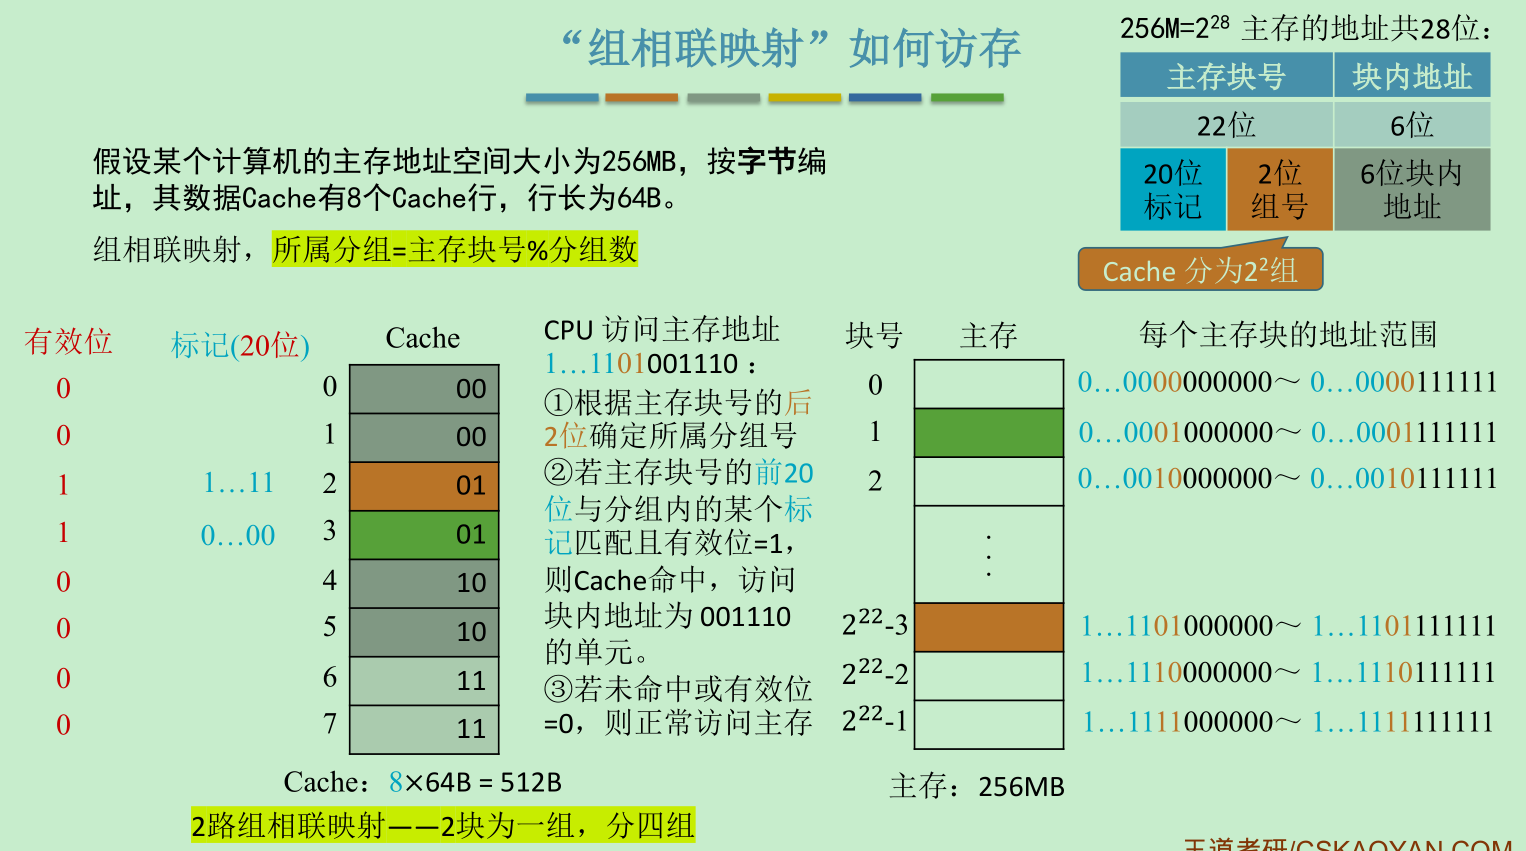 “组相联映射”如何访存
256M=2²⁸ 主存的地址共28位：
主存块号 块内地址
22位 6位
20位标记 2位组号 6位块内地址
Cache 分为2²组
假设某个计算机的主存地址空间大小为256MB，按字节编
址，其数据Cache有8个Cache行，行长为64B。
组相联映射，所属分组=主存块号%分组数
有效位 标记(20位) Cache
0 0 00
0 1 00
1 1…11 2 01
1 0…00 3 01
0 4 10
0 5 10
0 6 11
0 7 11
Cache：8×64B = 512B
2路组相联映射——2块为一组，分四组
CPU 访问主存地址
1…1101001110：
①根据主存块号的后
2位确定所属分组号
②若主存块号的前20
位与分组内的某个标
记匹配且有效位=1，
则Cache命中，访问
块内地址为 001110
的单元。
③若未命中或有效位
=0，则正常访问主存
块号 主存 每个主存块的地址范围
0 0…0000000000～ 0…0000111111
1 0…0001000000～ 0…0001111111
2 0…0010000000～ 0…0010111111
⋮
2²²-3 1…1101000000～ 1…1101111111
2²²-2 1…1110000000～ 1…1110111111
2²²-1 1…1111000000～ 1…1111111111
主存：256MB
王道考研/CSKAOYAN.COM